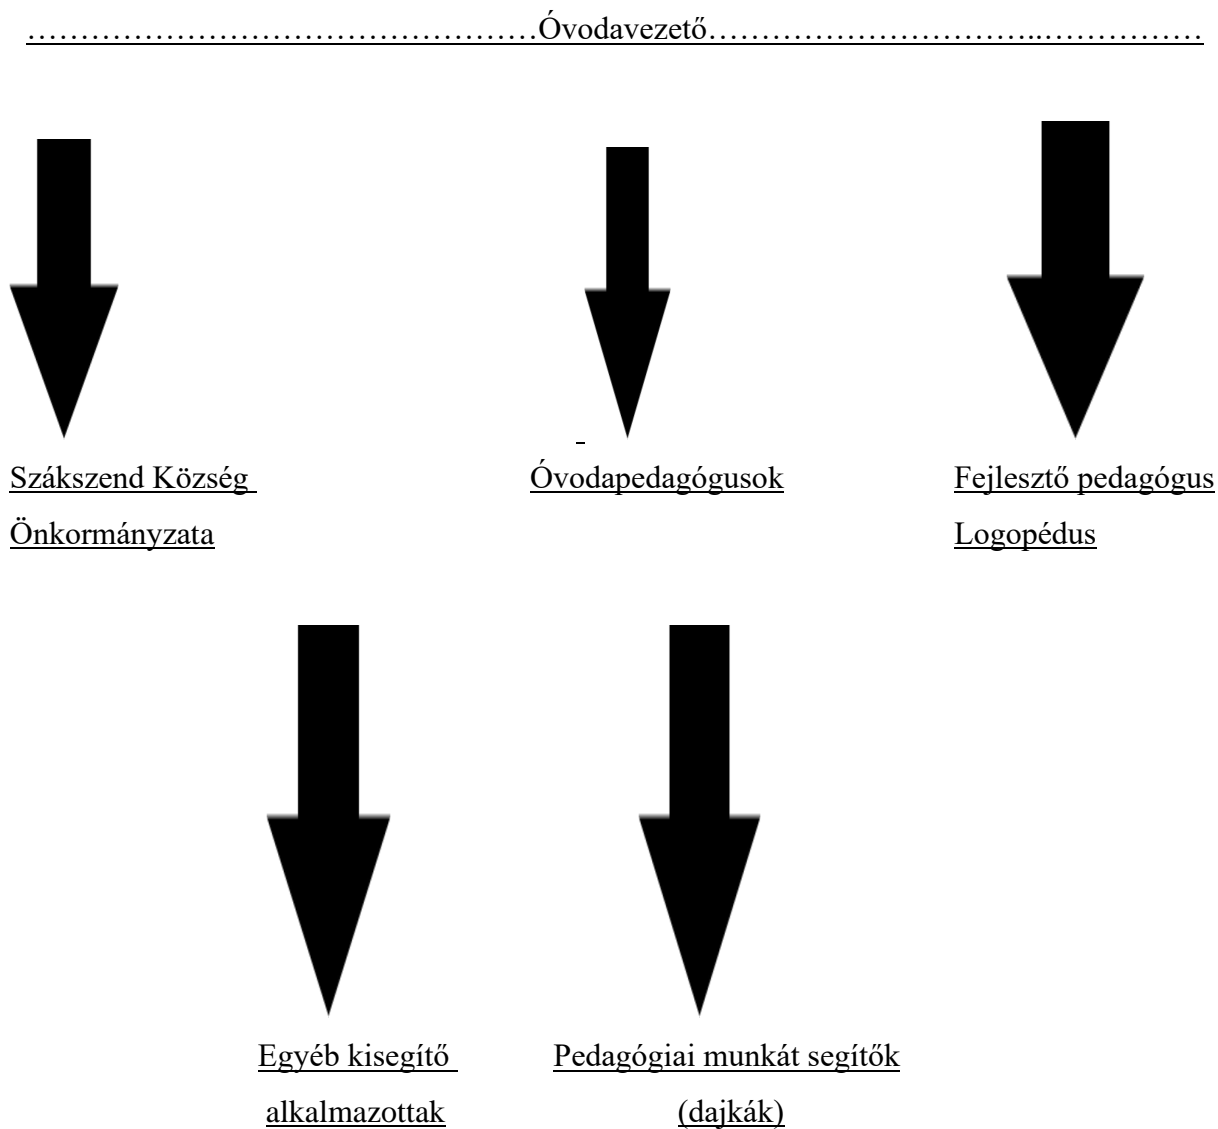 …………………………………………Óvodavezető…………………………..……………
Szákszend Község Óvodapedagógusok Fejlesztő pedagógus
Önkormányzata Logopédus
Egyéb kisegítő Pedagógiai munkát segítők
alkalmazottak (dajkák)